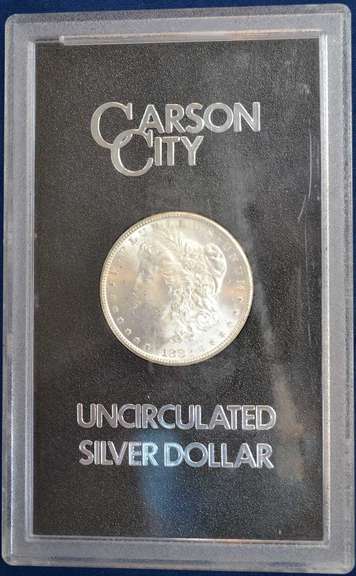 CARSON
CITY
UNCIRCULATED
SILVER DOLLAR